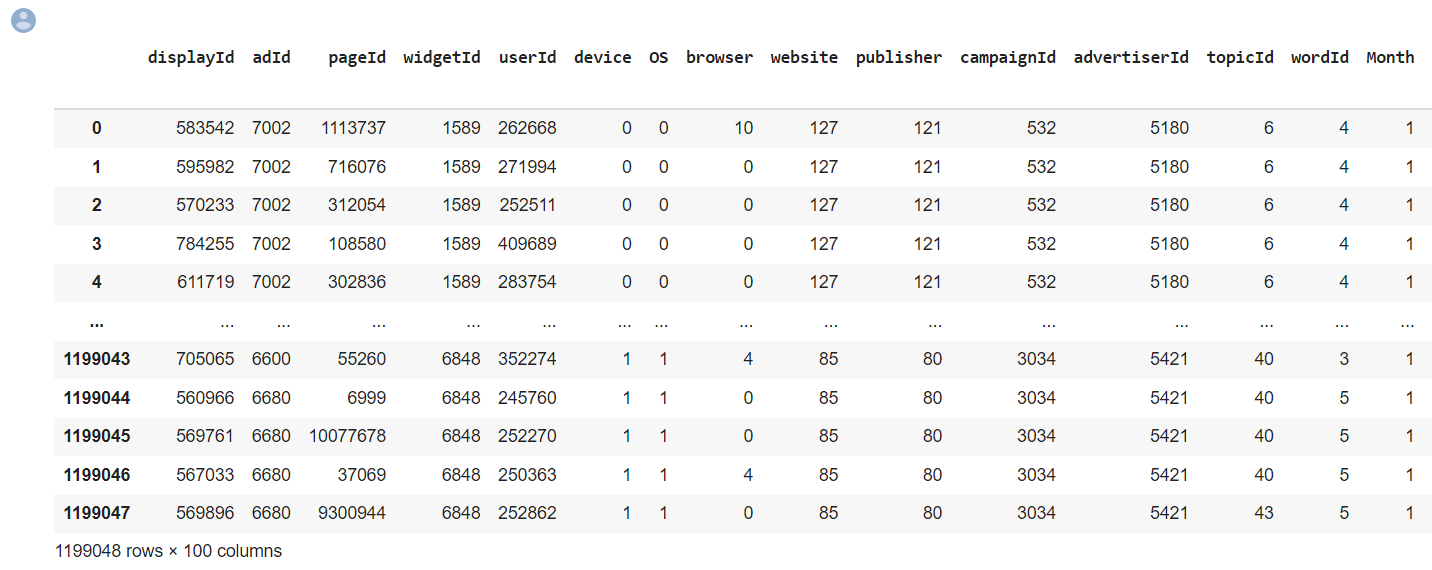 displayId adId pageId widgetId userId device OS browser website publisher campaignId advertiserId topicId wordId Month
0 583542 7002 1113737 1589 262668 0 0 10 127 121 532 5180 6 4 1
1 595982 7002 716076 1589 271994 0 0 0 127 121 532 5180 6 4 1
2 570233 7002 312054 1589 252511 0 0 0 127 121 532 5180 6 4 1
3 784255 7002 108580 1589 409689 0 0 0 127 121 532 5180 6 4 1
4 611719 7002 302836 1589 283754 0 0 0 127 121 532 5180 6 4 1
... ... ... ... ... ... ... ... ... ... ... ... ... ... ... ...
1199043 705065 6600 55260 6848 352274 1 1 4 85 80 3034 5421 40 3 1
1199044 560966 6680 6999 6848 245760 1 1 0 85 80 3034 5421 40 5 1
1199045 569761 6680 10077678 6848 252270 1 1 0 85 80 3034 5421 40 5 1
1199046 567033 6680 37069 6848 250363 1 1 4 85 80 3034 5421 40 5 1
1199047 569896 6680 9300944 6848 252862 1 1 0 85 80 3034 5421 43 5 1
1199048 rows × 100 columns